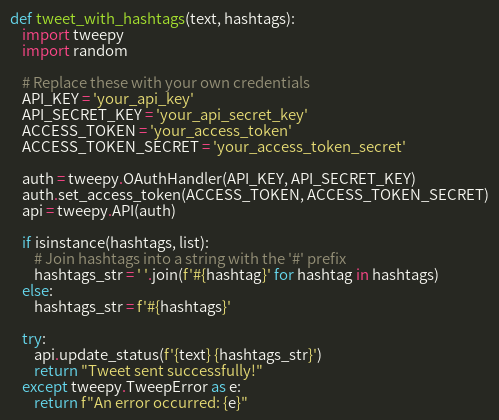 def tweet_with_hashtags(text, hashtags):
    import tweepy
    import random

    # Replace these with your own credentials
    API_KEY = 'your_api_key'
    API_SECRET_KEY = 'your_api_secret_key'
    ACCESS_TOKEN = 'your_access_token'
    ACCESS_TOKEN_SECRET = 'your_access_token_secret'

    auth = tweepy.OAuthHandler(API_KEY, API_SECRET_KEY)
    auth.set_access_token(ACCESS_TOKEN, ACCESS_TOKEN_SECRET)
    api = tweepy.API(auth)

    if isinstance(hashtags, list):
        # Join hashtags into a string with the '#' prefix
        hashtags_str = ' '.join(f'#{hashtag}' for hashtag in hashtags)
    else:
        hashtags_str = f'#{hashtags}'

    try:
        api.update_status(f'{text} {hashtags_str}')
        return "Tweet sent successfully!"
    except tweepy.TweepError as e:
        return f"An error occurred: {e}"